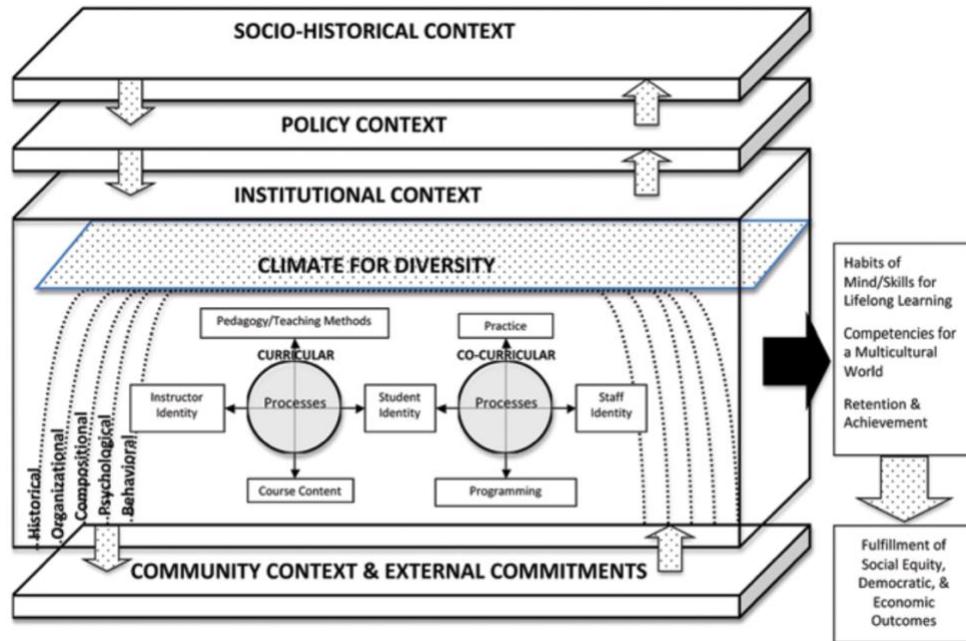 SOCIO-HISTORICAL CONTEXT
POLICY CONTEXT
INSTITUTIONAL CONTEXT
CLIMATE FOR DIVERSITY
Pedagogy/Teaching Methods
Practice
CURRICULAR
CO-CURRICULAR
Instructor
Identity
Processes
Student
Identity
Processes
Staff
Identity
Course Content
Programming
Historical
Organizational
Compositional
Psychological
Behavioral
COMMUNITY CONTEXT & EXTERNAL COMMITMENTS
Habits of
Mind/Skills for
Lifelong Learning
Competencies for
a Multicultural
World
Retention &
Achievement
Fulfillment of
Social Equity,
Democratic, &
Economic
Outcomes